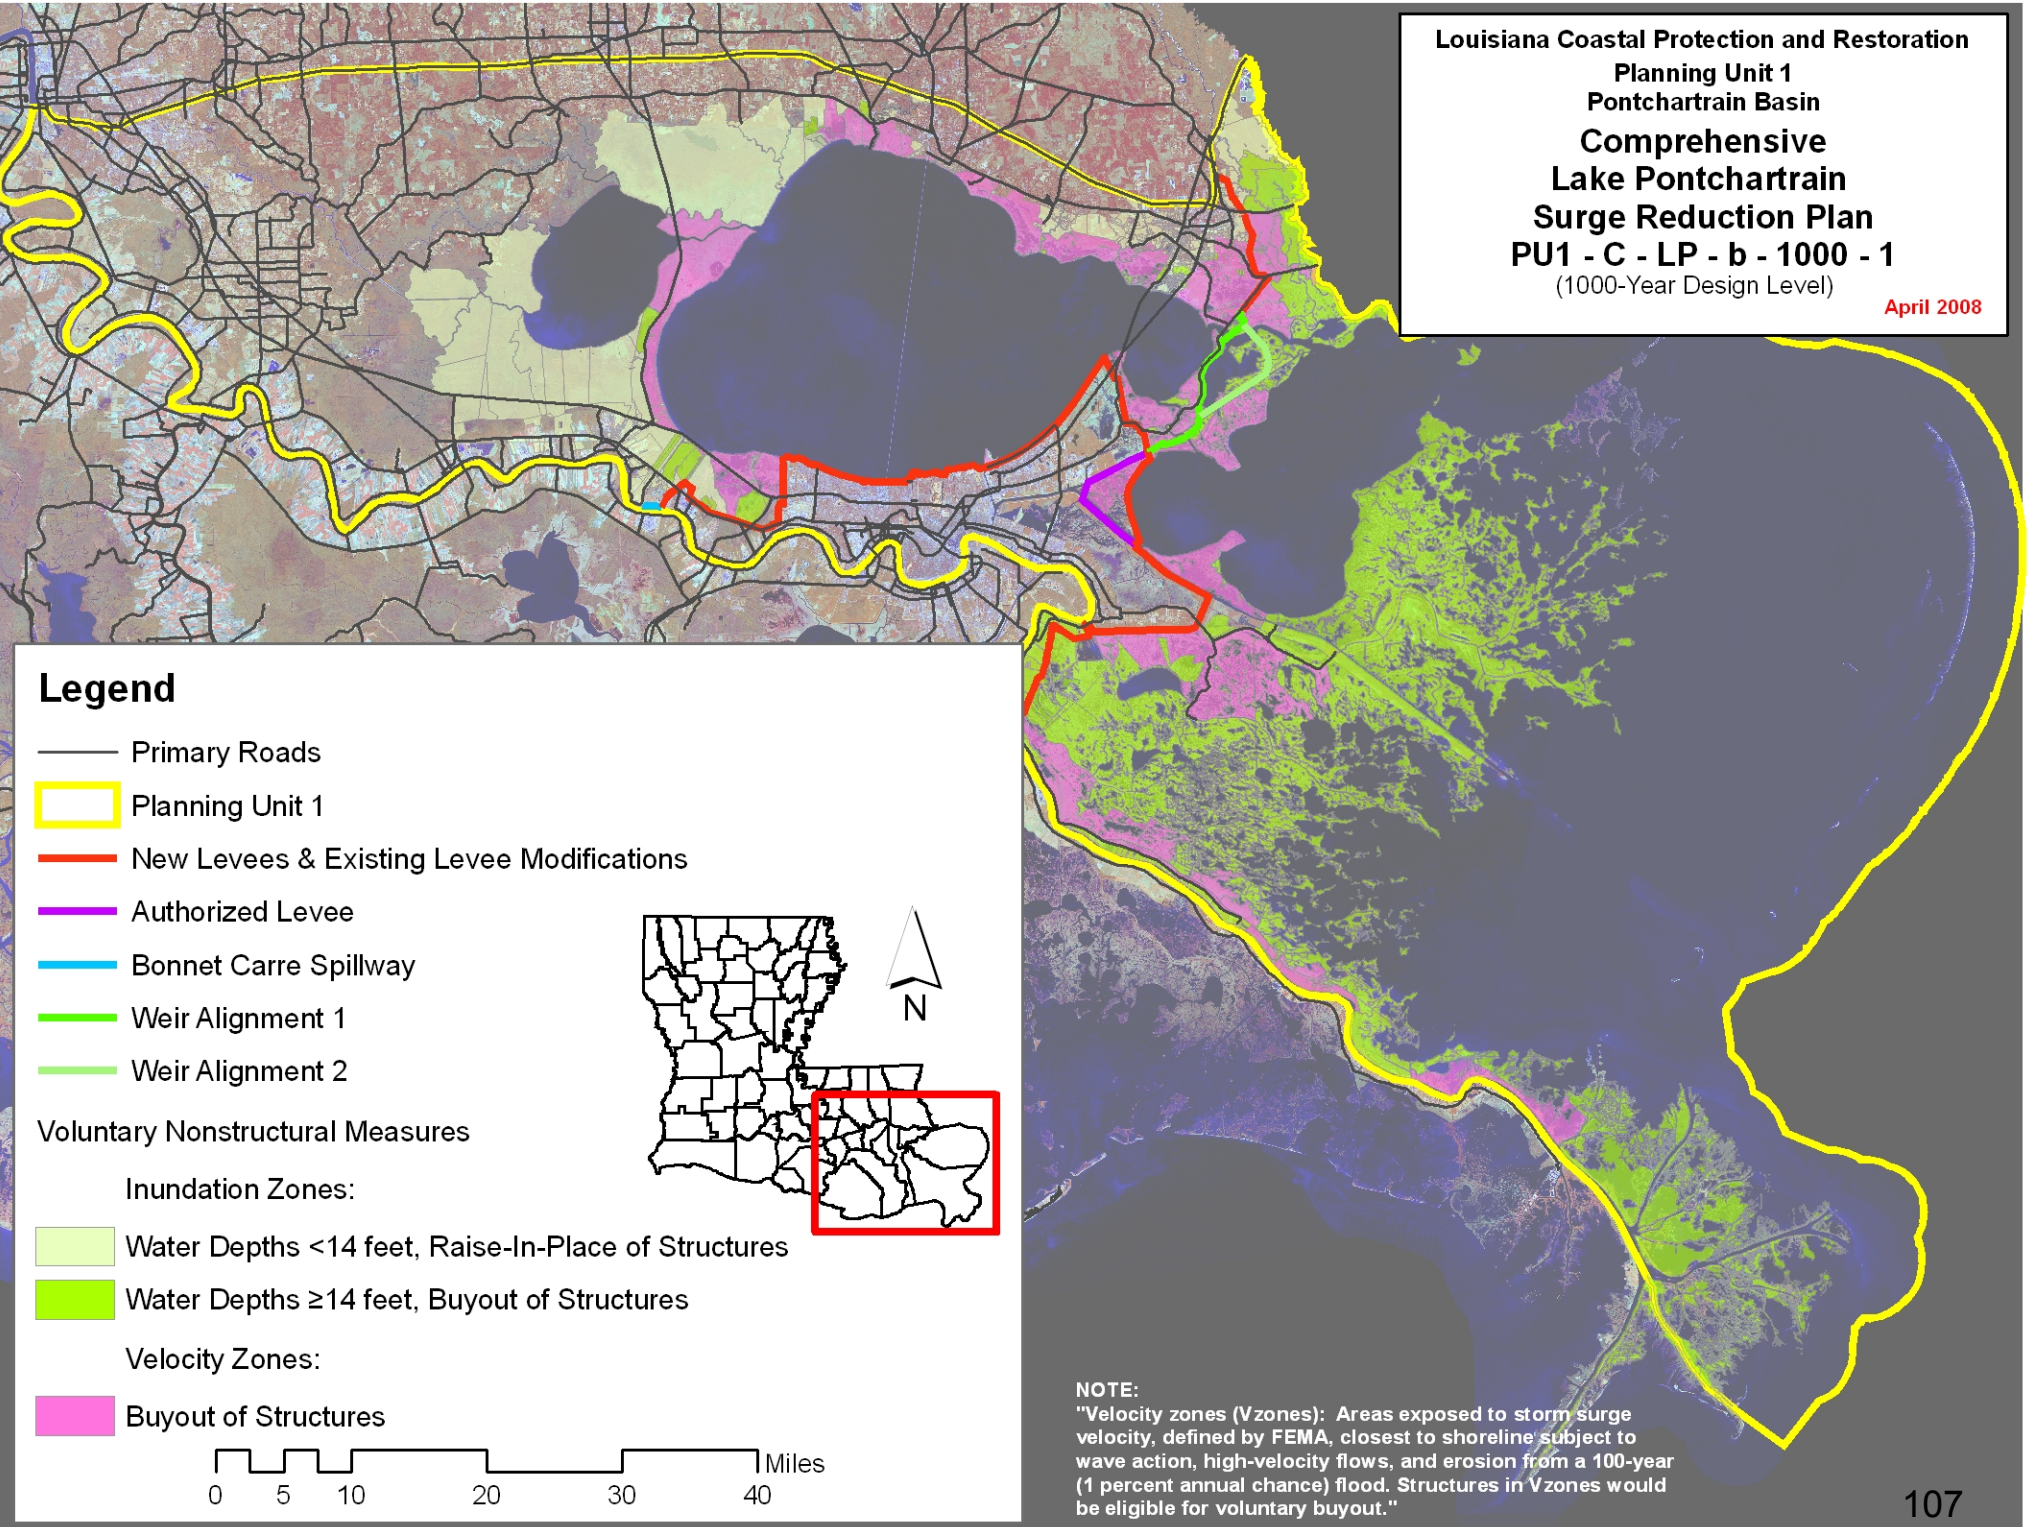 Louisiana Coastal Protection and Restoration
Planning Unit 1
Pontchartrain Basin
Comprehensive
Lake Pontchartrain
Surge Reduction Plan
PU1 - C - LP - b - 1000 - 1
(1000-Year Design Level)
April 2008
Legend
Primary Roads
Planning Unit 1
New Levees & Existing Levee Modifications
Authorized Levee
Bonnet Carre Spillway
Weir Alignment 1
Weir Alignment 2
Voluntary Nonstructural Measures
Inundation Zones:
Water Depths <14 feet, Raise-In-Place of Structures
Water Depths ≥14 feet, Buyout of Structures
Velocity Zones:
Buyout of Structures
N
Miles
0 5 10 20 30 40
NOTE:
"Velocity zones (Vzones): Areas exposed to storm surge
velocity, defined by FEMA, closest to shoreline subject to
wave action, high-velocity flows, and erosion from a 100-year
(1 percent annual chance) flood. Structures in Vzones would
be eligible for voluntary buyout."
107